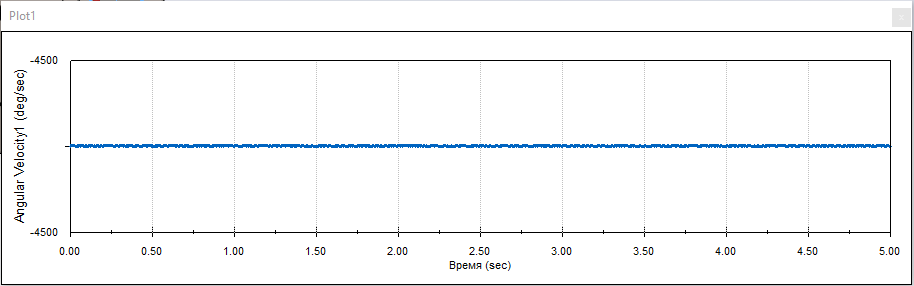 Plot1
x
-4500
Angular Velocity1 (deg/sec)
-4500
0.00 0.50 1.00 1.50 2.00 2.50 3.00 3.50 4.00 4.50 5.00
Время (sec)